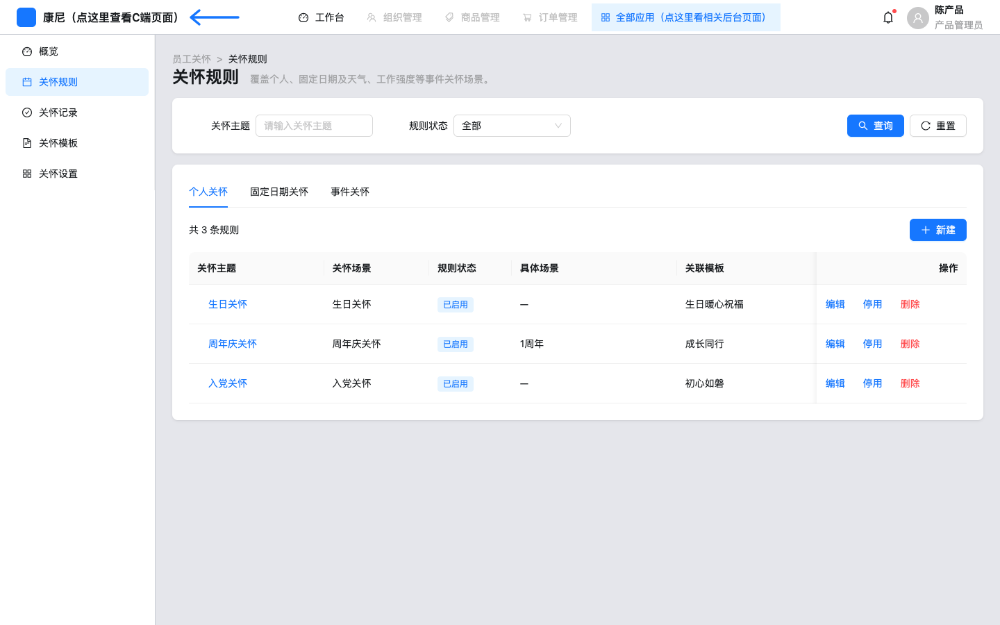 康尼（点这里查看C端页面）
工作台
组织管理
商品管理
订单管理
全部应用（点这里看相关后台页面）
陈产品
产品管理员
概览
关怀规则
关怀记录
关怀模板
关怀设置
员工关怀 > 关怀规则
关怀规则 覆盖个人、固定日期及天气、工作强度等事件关怀场景。
关怀主题 请输入关怀主题 规则状态 全部 查询 重置
个人关怀 固定日期关怀 事件关怀
共 3 条规则 新建
关怀主题 关怀场景 规则状态 具体场景 关联模板 操作
生日关怀 生日关怀 已启用 — 生日暖心祝福 编辑 停用 删除
周年庆关怀 周年庆关怀 已启用 1周年 成长同行 编辑 停用 删除
入党关怀 入党关怀 已启用 — 初心如磐 编辑 停用 删除